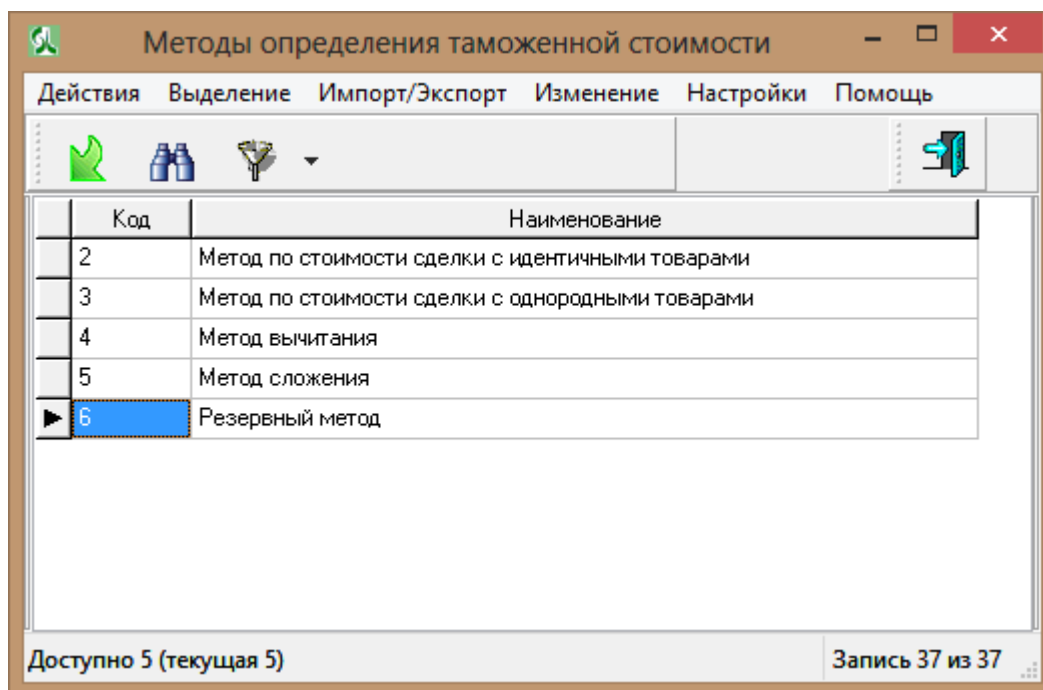 Методы определения таможенной стоимости
Действия Выделение Импорт/Экспорт Изменение Настройки Помощь
Код Наименование
2 Метод по стоимости сделки с идентичными товарами
3 Метод по стоимости сделки с однородными товарами
4 Метод вычитания
5 Метод сложения
6 Резервный метод
Доступно 5 (текущая 5) Запись 37 из 37